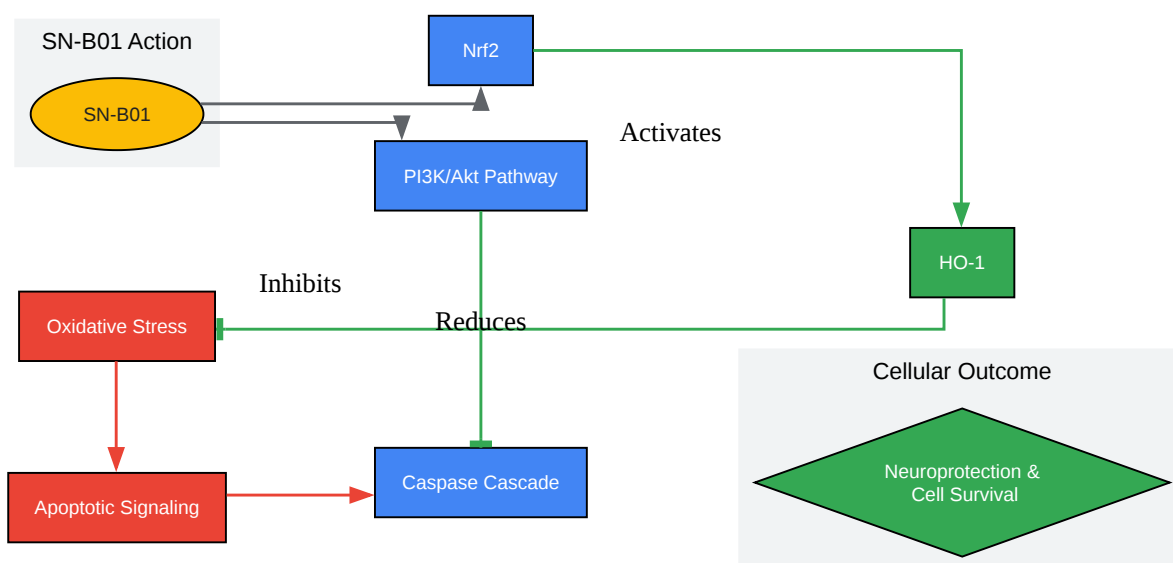 SN-B01 Action
Nrf2
SN-B01
Activates
PI3K/Akt Pathway
HO-1
Inhibits
Oxidative Stress
Reduces
Cellular Outcome
Caspase Cascade
Neuroprotection &
Cell Survival
Apoptotic Signaling